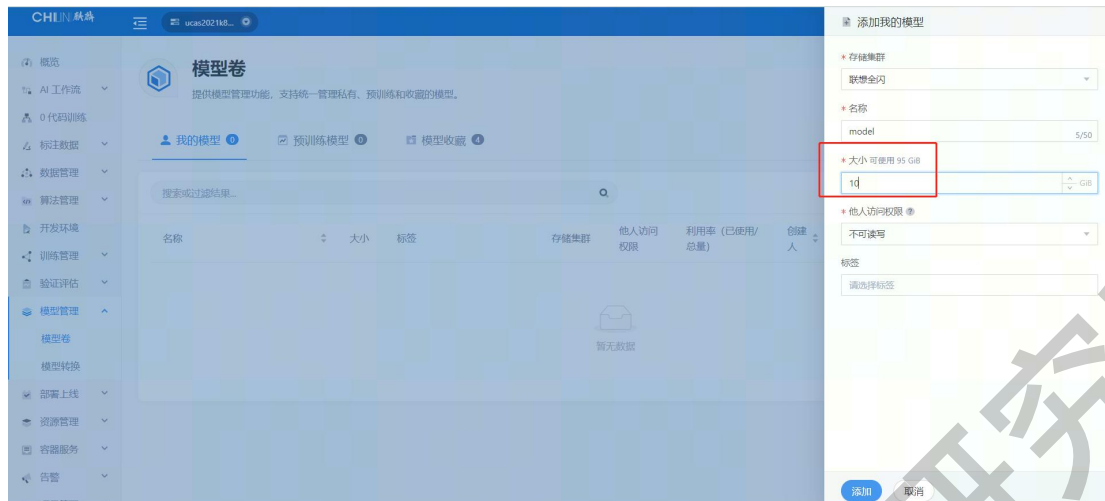 CHI UN 麒麟
ucas2021k8...
概览
AI 工作流
0 代码训练
标注数据
数据管理
算法管理
开发环境
训练管理
验证评估
模型管理
模型卷
模型转换
部署上线
资源管理
容器服务
告警
模型卷
提供模型管理功能，支持统一管理私有、预训练和收藏的模型。
我的模型 0
预训练模型 0
模型收藏 4
搜索或过滤结果...
名称
大小
标签
存储集群
他人访问
权限
利用率（已使用/
总量）
创建
人
暂无数据
添加我的模型
* 存储集群
联想全闪
* 名称
model
5/50
* 大小 可使用 95 GiB
10
GiB
* 他人访问权限
不可读写
标签
请选择标签
添加
取消